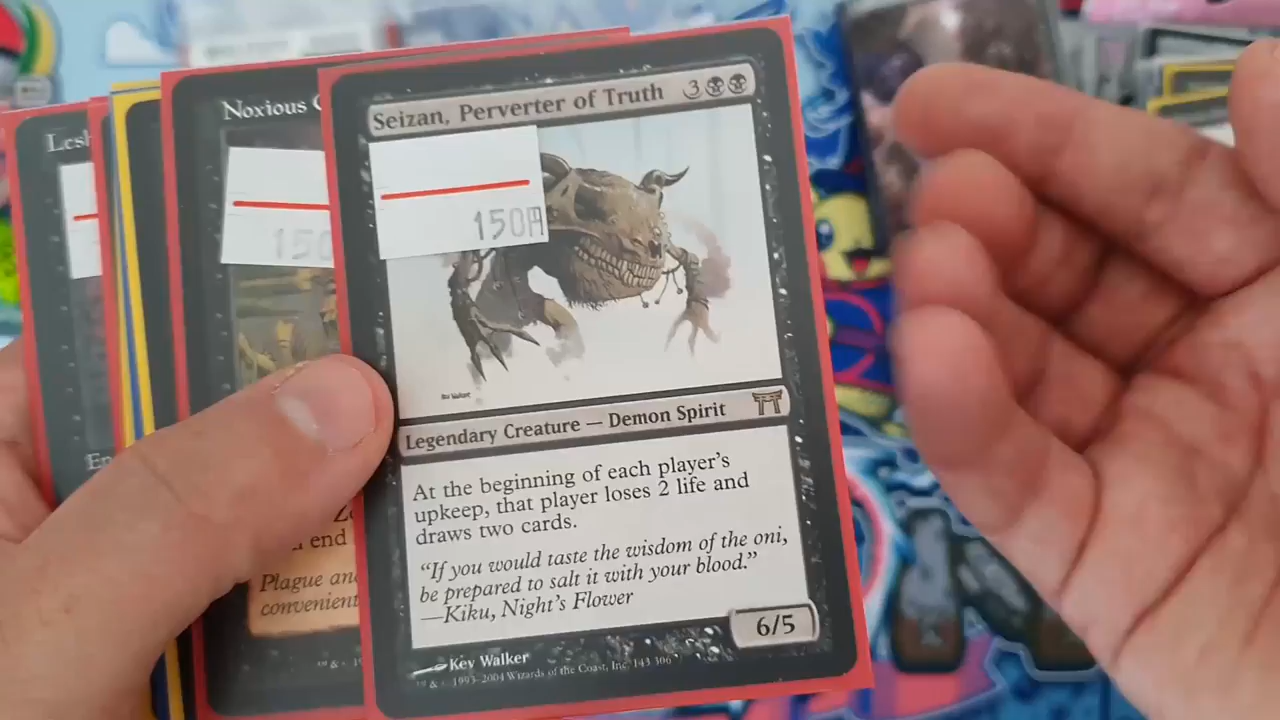 Noxious
Seizan, Perverter of Truth 3
150円
150
Legendary Creature — Demon Spirit
At the beginning of each player's
upkeep, that player loses 2 life and
draws two cards.
"If you would taste the wisdom of the oni,
be prepared to salt it with your blood."
—Kiku, Night's Flower
6/5
Kev Walker
™ & © 1993-2004 Wizards of the Coast, Inc. 143/306
end
Plague
convenient